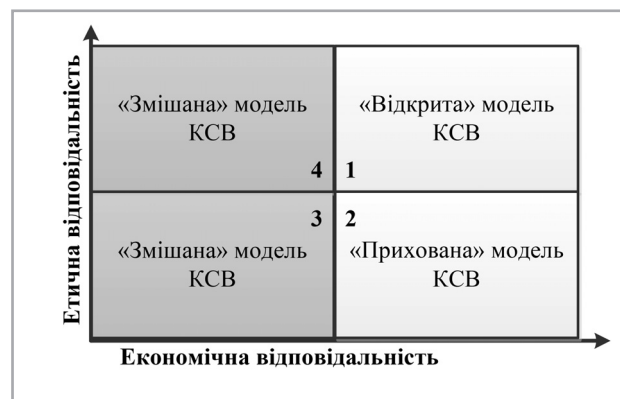 Етична відповідальність
«Змішана» модель
КСВ
4
«Відкрита» модель
КСВ
1
3
«Змішана» модель
КСВ
2
«Прихована» модель
КСВ
Економічна відповідальність